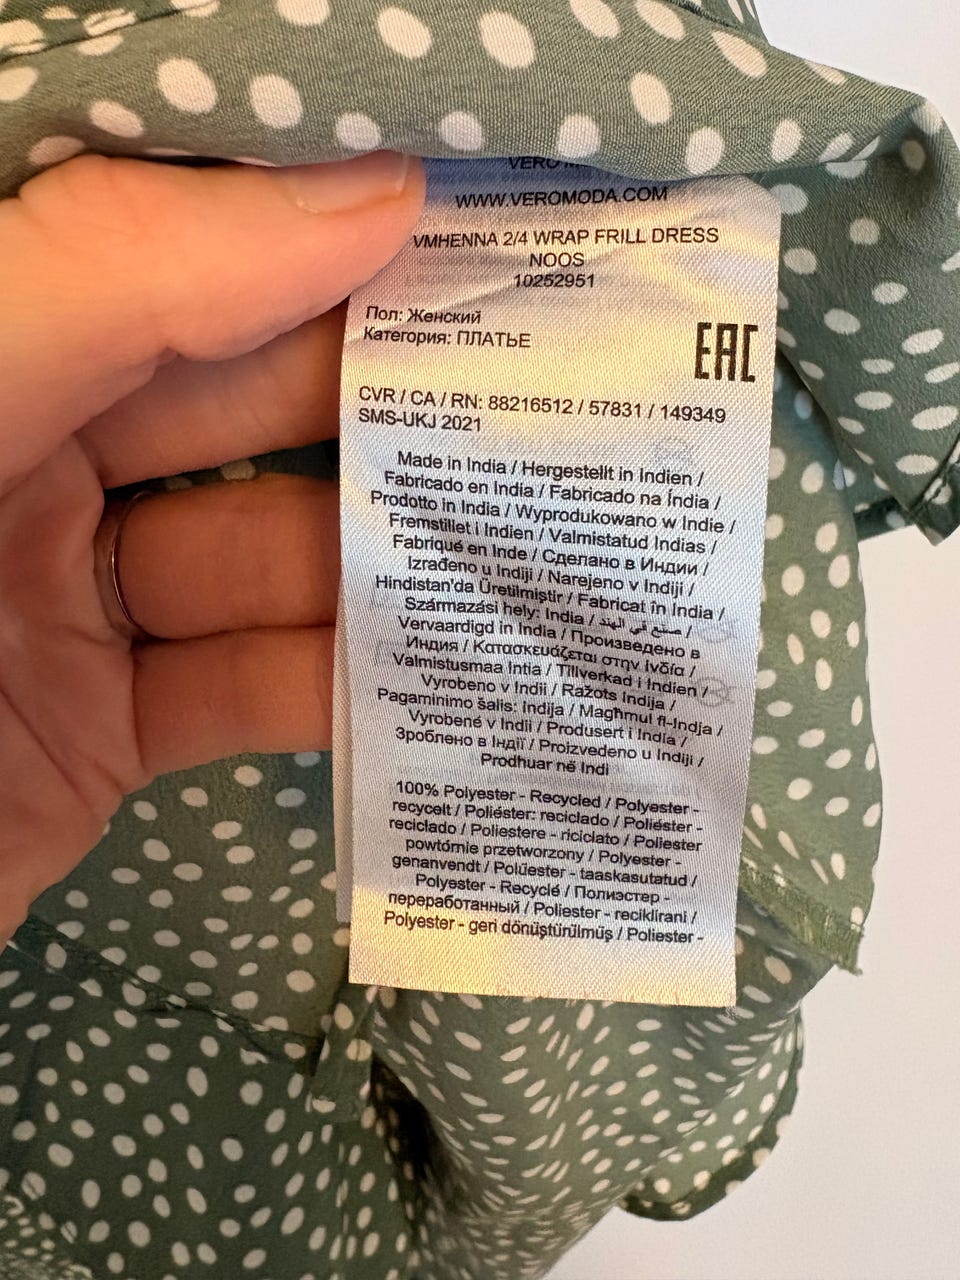 VERO M
WWW.VEROMODA.COM
VMHENNA 2/4 WRAP FRILL DRESS
NOOS
10252951
Пол: Женский
Категория: ПЛАТЬЕ
EAC
CVR / CA / RN: 88216512 / 57831 / 149349
SMS-UKJ 2021
Made in India / Hergestellt in Indien /
Fabricado en India / Fabricado na Índia /
Prodotto in India / Wyprodukowano w Indie /
Fremstillet i Indien / Valmistatud Indias /
Fabriqué en Inde / Сделано в Индии /
Izrađeno u Indiji / Narejeno v Indiji /
Hindistan'da Üretilmiştir / Fabricat în India /
Származási hely: India / صنع في الهند /
Vervaardigd in India / Произведено в
Индия / Κατασκευάζεται στην Ινδία /
Valmistusmaa Intia / Tillverkad i Indien /
Vyrobeno v Indii / Ražots Indija /
Pagaminimo šalis: Indija / Magħmul fl-Indja /
Vyrobené v Indii / Produsert i India /
Зроблено в Індії / Proizvedeno u Indiji /
Prodhuar në Indi
100% Polyester - Recycled / Polyester -
recycelt / Poliéster: reciclado / Poliéster -
reciclado / Poliestere - riciclato / Poliester
powtórnie przetworzony / Polyester -
genanvendt / Polüester - taaskasutatud /
Polyester - Recyclé / Полиэстер -
переработанный / Poliester - reciklirani /
Polyester - geri dönüştürülmüş / Poliester -